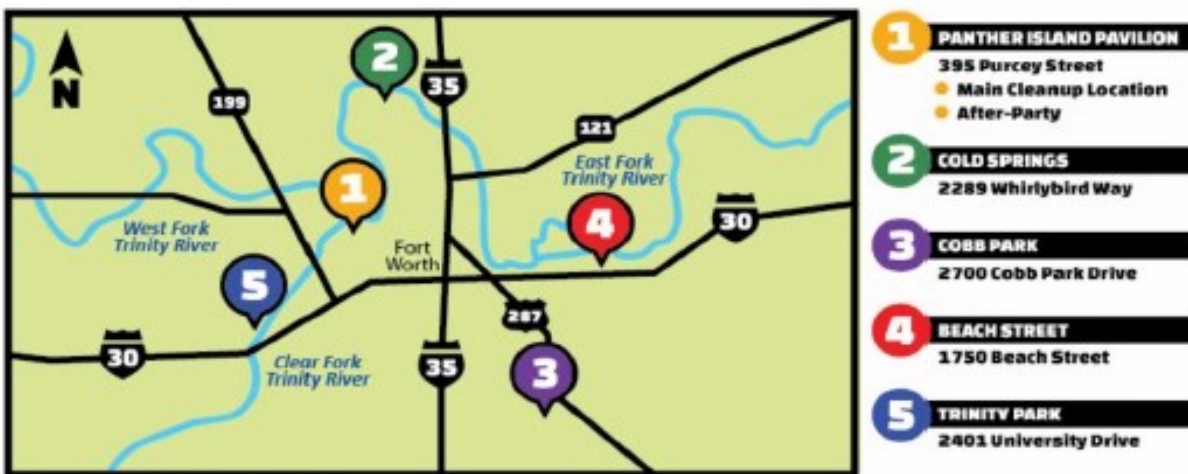 N
2
35
199
121
East Fork
Trinity River
1
4
30
West Fork
Trinity River
Fort
Worth
5
287
30
Clear Fork
Trinity River
35
3
1 PANTHER ISLAND PAVILION
395 Purcey Street
Main Cleanup Location
After-Party
2 COLD SPRINGS
2289 Whirlybird Way
3 COBB PARK
2700 Cobb Park Drive
4 BEACH STREET
1750 Beach Street
5 TRINITY PARK
2401 University Drive